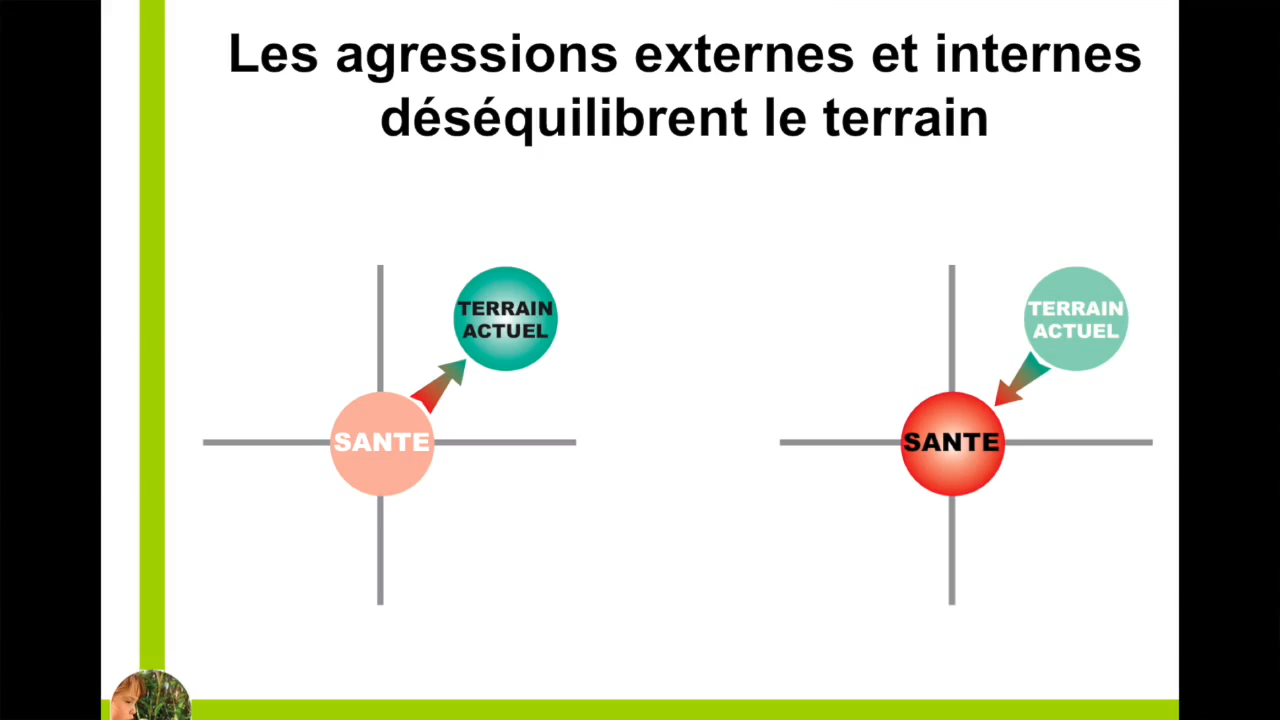 Les agressions externes et internes
déséquilibrent le terrain
TERRAIN
ACTUEL
SANTE
TERRAIN
ACTUEL
SANTE